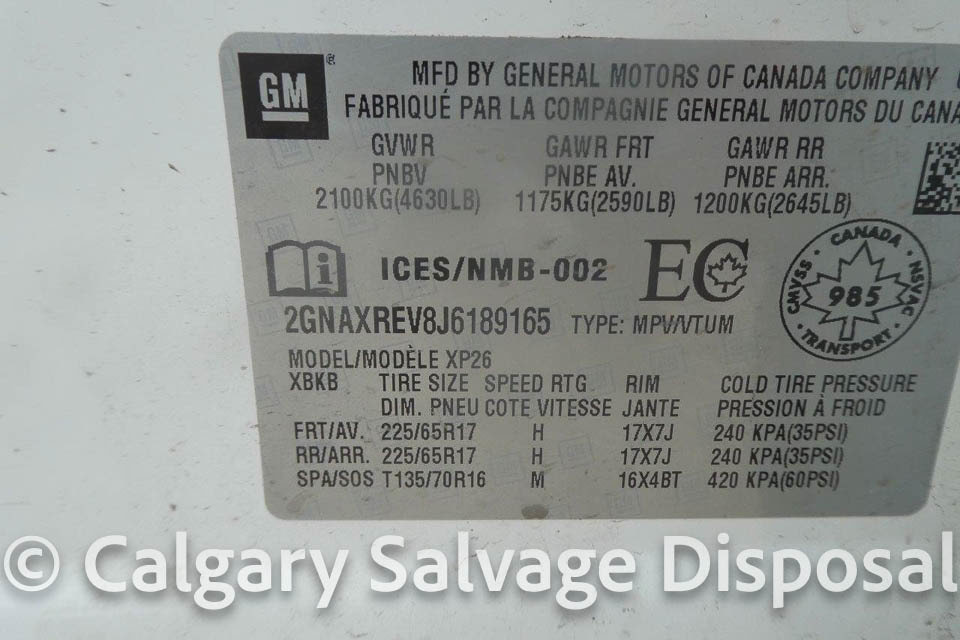 GM
MFD BY GENERAL MOTORS OF CANADA COMPANY
FABRIQUÉ PAR LA COMPAGNIE GENERAL MOTORS DU CANA
GVWR GAWR FRT GAWR RR
PNBV PNBE AV. PNBE ARR.
2100KG(4630LB) 1175KG(2590LB) 1200KG(2645LB)
i ICES/NMB-002 EC
CANADA
CMVSS 985 NSVAC
TRANSPORT
2GNAXREV8J6189165 TYPE: MPV/VTUM
MODEL/MODÈLE XP26
XBKB TIRE SIZE SPEED RTG. RIM COLD TIRE PRESSURE
DIM. PNEU COTE VITESSE JANTE PRESSION À FROID
FRT/AV. 225/65R17 H 17X7J 240 KPA(35PSI)
RR/ARR. 225/65R17 H 17X7J 240 KPA(35PSI)
SPA/SOS T135/70R16 M 16X4BT 420 KPA(60PSI)
© Calgary Salvage Disposal